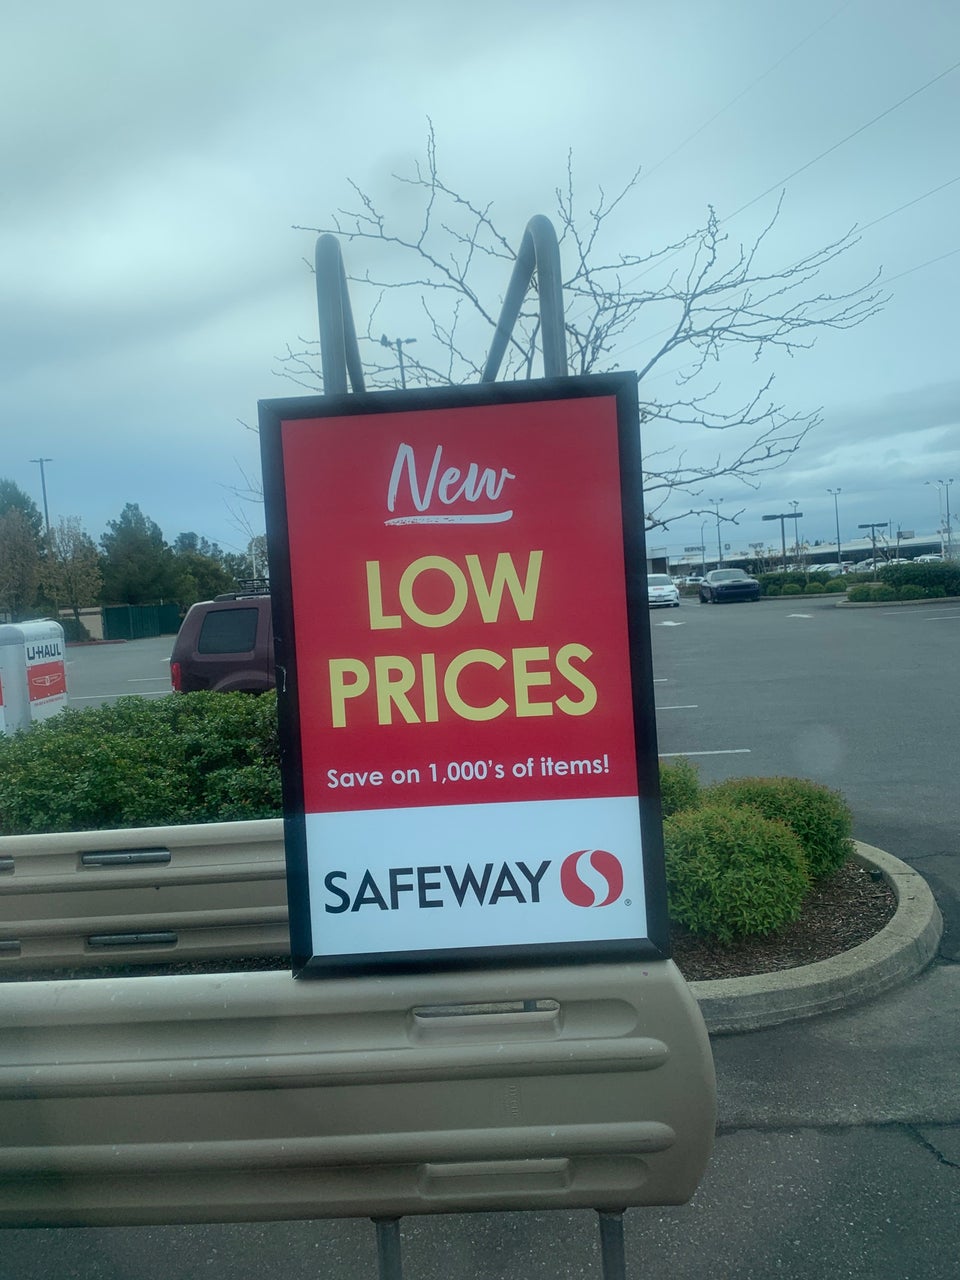 New
LOW
PRICES
Save on 1,000's of items!
SAFEWAY
®
U-HAUL